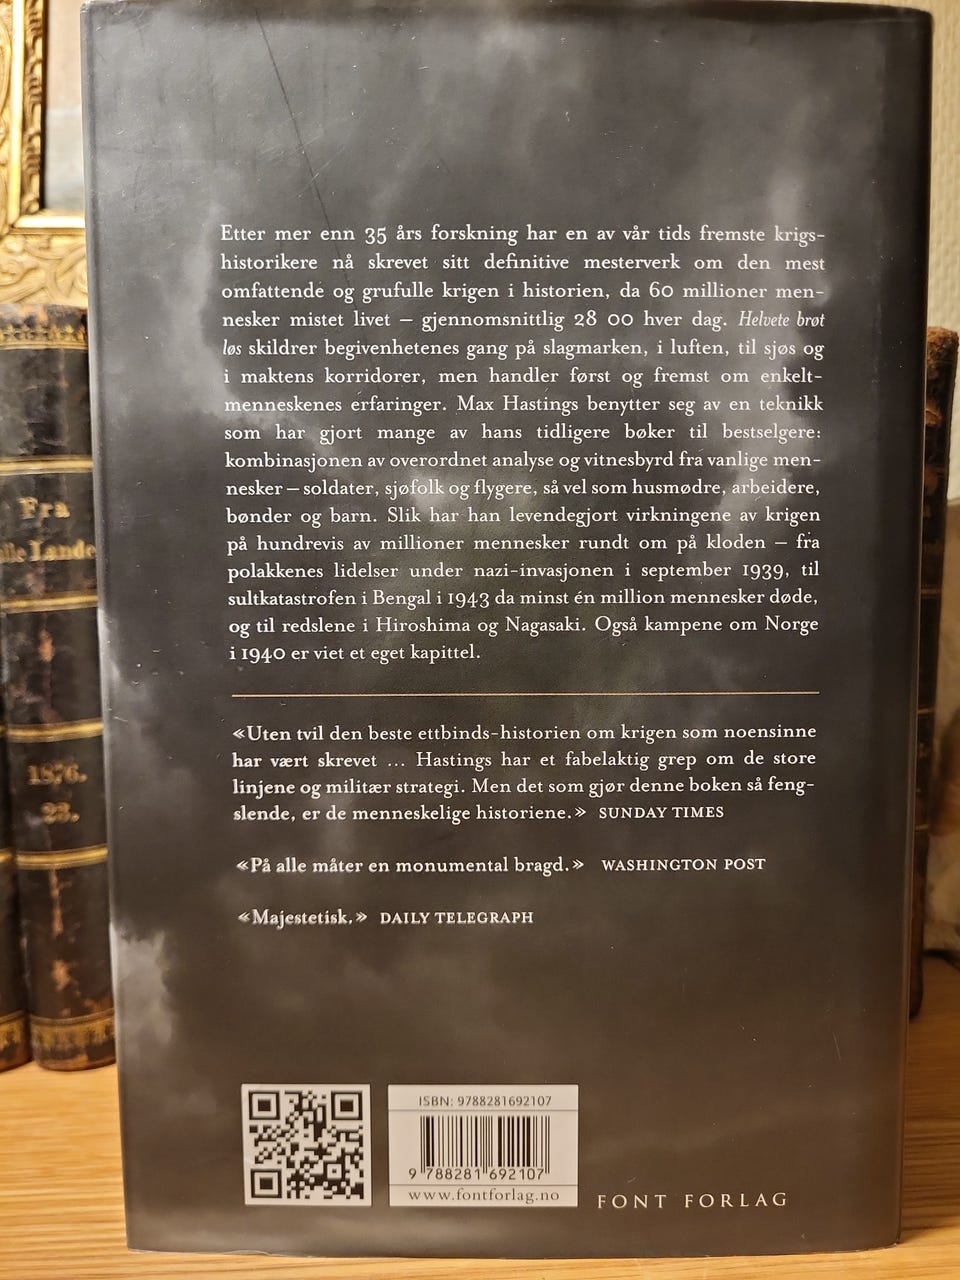 Etter mer enn 35 års forskning har en av vår tids fremste krigs-
historikere nå skrevet sitt definitive mesterverk om den mest
omfattende og grufulle krigen i historien, da 60 millioner men-
nesker mistet livet – gjennomsnittlig 28 00 hver dag. Helvete brøt
løs skildrer begivenhetenes gang på slagmarken, i luften, til sjøs og
i maktens korridorer, men handler først og fremst om enkelt-
menneskenes erfaringer. Max Hastings benytter seg av en teknikk
som har gjort mange av hans tidligere bøker til bestselgere:
kombinasjonen av overordnet analyse og vitnesbyrd fra vanlige men-
nesker – soldater, sjøfolk og flygere, så vel som husmødre, arbeidere,
bønder og barn. Slik har han levendegjort virkningene av krigen
på hundrevis av millioner mennesker rundt om på kloden – fra
polakkenes lidelser under nazi-invasjonen i september 1939, til
sultkatastrofen i Bengal i 1943 da minst én million mennesker døde,
og til redslene i Hiroshima og Nagasaki. Også kampene om Norge
i 1940 er viet et eget kapittel.
«Uten tvil den beste ettbinds-historien om krigen som noensinne
har vært skrevet ... Hastings har et fabelaktig grep om de store
linjene og militær strategi. Men det som gjør denne boken så feng-
slende, er de menneskelige historiene.» SUNDAY TIMES
«På alle måter en monumental bragd.» WASHINGTON POST
«Majestetisk.» DAILY TELEGRAPH
ISBN: 9788281692107
9 788281 692107
www.fontforlag.no
FONT FORLAG
Fra
alle Lande
1876.
23.